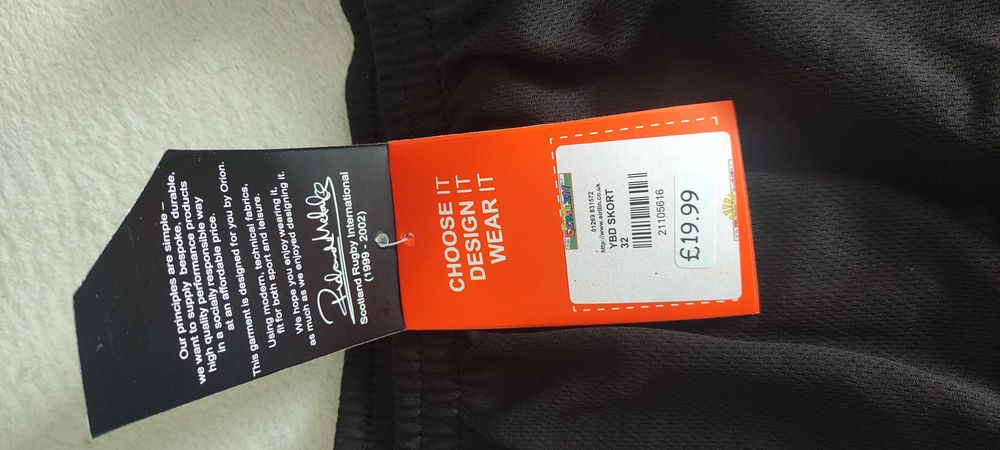 Our principles are simple –
we want to supply bespoke, durable,
high quality performance products
in a socially responsible way
at an affordable price.
This garment is designed for you by Orion.
Using modern, technical fabrics,
fit for both sport and leisure.
We hope you enjoy wearing it,
as much as we enjoyed designing it.
Scotland Rugby International
(1999 - 2002)
CHOOSE IT
DESIGN IT
WEAR IT
01269 831572
YBD SKORT
32
21105616
£19.99